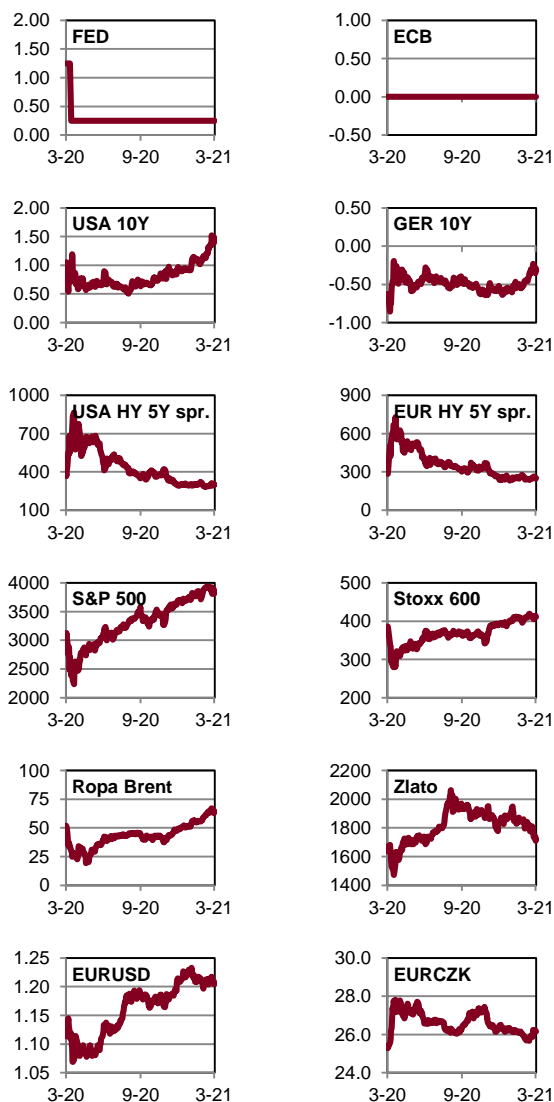 FED
2.00
1.50
1.00
0.50
0.00
3-20 9-20 3-21
ECB
1.00
0.50
0.00
-0.50
3-20 9-20 3-21
USA 10Y
2.00
1.50
1.00
0.50
0.00
3-20 9-20 3-21
GER 10Y
0.50
0.00
-0.50
-1.00
3-20 9-20 3-21
USA HY 5Y spr.
1000
700
400
100
3-20 9-20 3-21
EUR HY 5Y spr.
900
600
300
0
3-20 9-20 3-21
S&P 500
4000
3500
3000
2500
2000
3-20 9-20 3-21
Stoxx 600
500
400
300
200
3-20 9-20 3-21
Ropa Brent
100
75
50
25
0
3-20 9-20 3-21
Zlato
2200
2000
1800
1600
1400
3-20 9-20 3-21
EURUSD
1.25
1.20
1.15
1.10
1.05
3-20 9-20 3-21
EURCZK
30.0
28.0
26.0
24.0
3-20 9-20 3-21